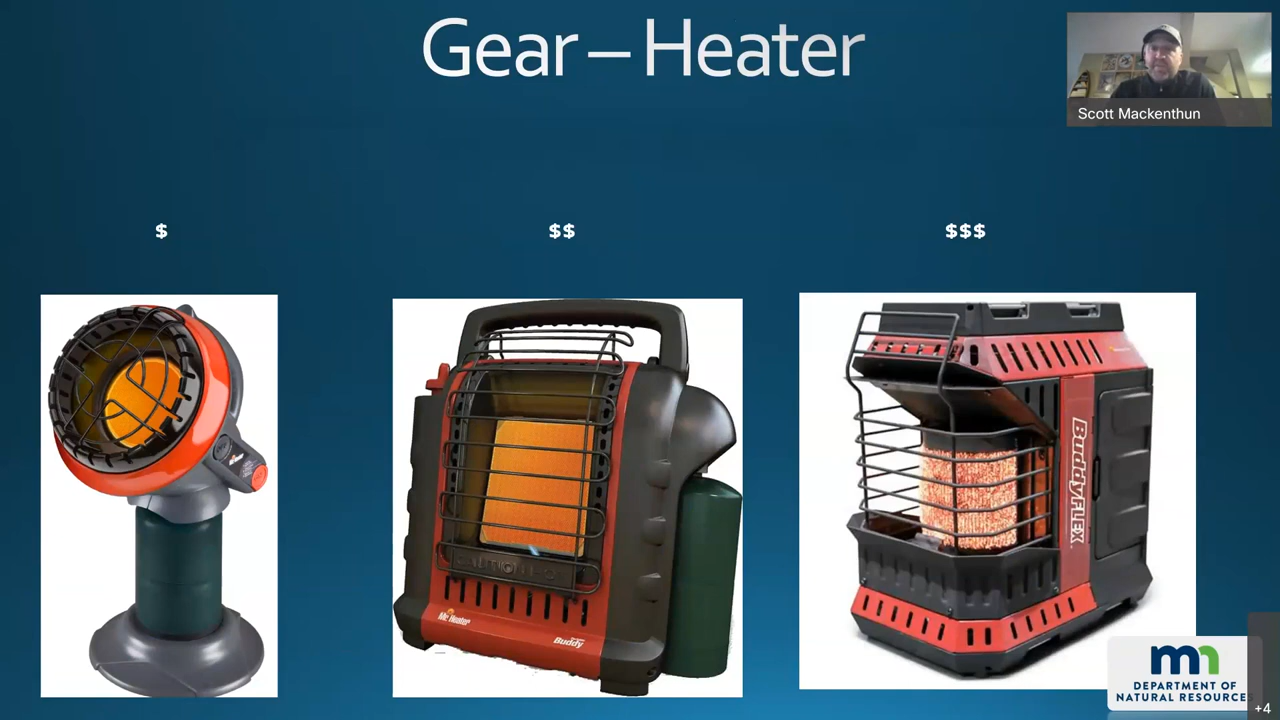 Gear – Heater
Scott Mackenthun
$
$$
$$$
BuddyFLEX
Mr. Heater
Buddy
mn
DEPARTMENT OF
NATURAL RESOURCES
+4